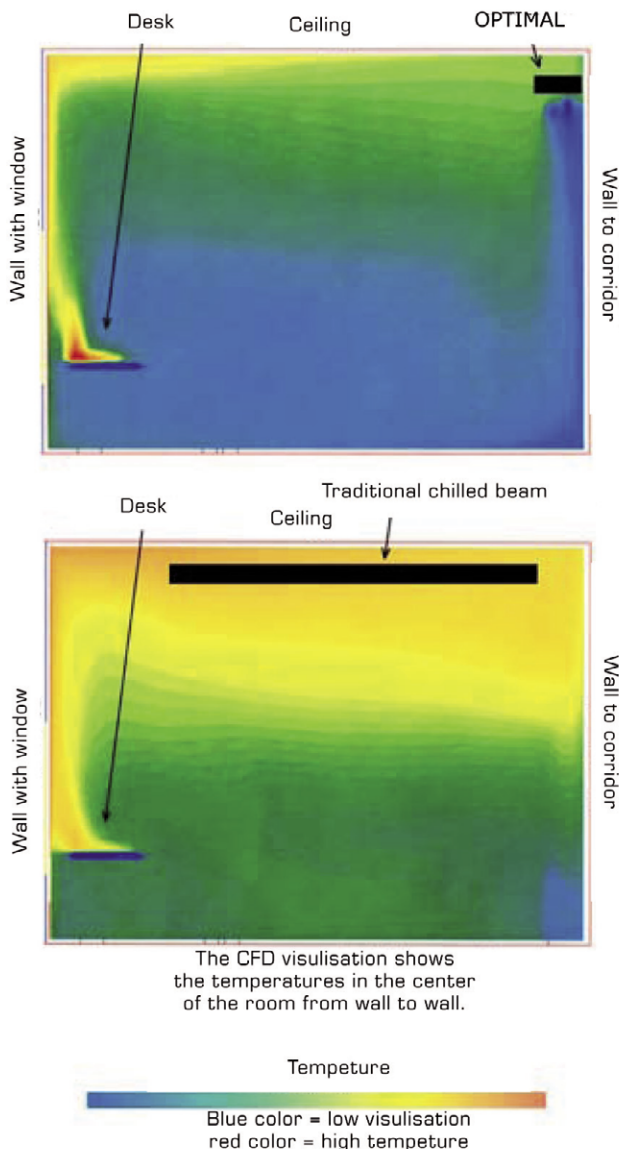 Desk
Ceiling
OPTIMAL
Wall with window
Wall to corridor
Traditional chilled beam
Desk
Ceiling
Wall with window
Wall to corridor
The CFD visulisation shows
the temperatures in the center
of the room from wall to wall.
Tempeture
Blue color = low visulisation
red color = high tempeture